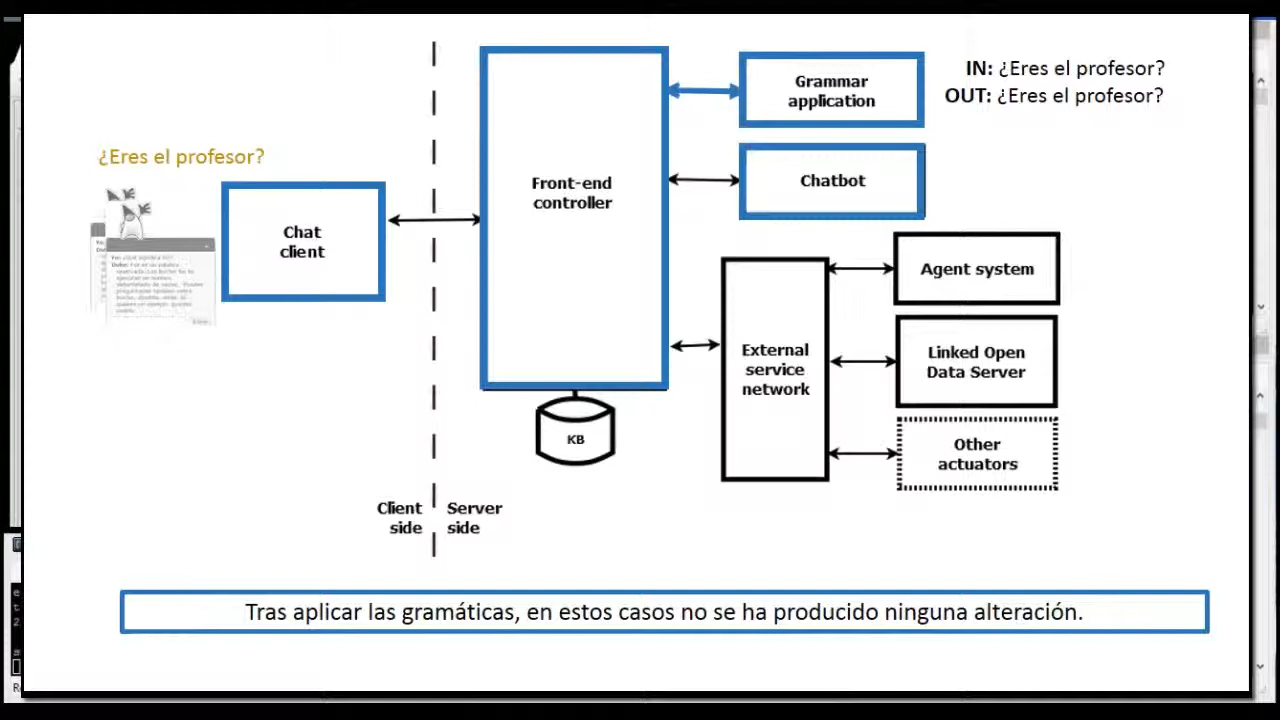 IN: ¿Eres el profesor?
OUT: ¿Eres el profesor?
Grammar
application
¿Eres el profesor?
Front-end
controller
Chatbot
Chat
client
Agent system
External
service
network
Linked Open
Data Server
KB
Other
actuators
Client
side
Server
side
Tras aplicar las gramáticas, en estos casos no se ha producido ninguna alteración.